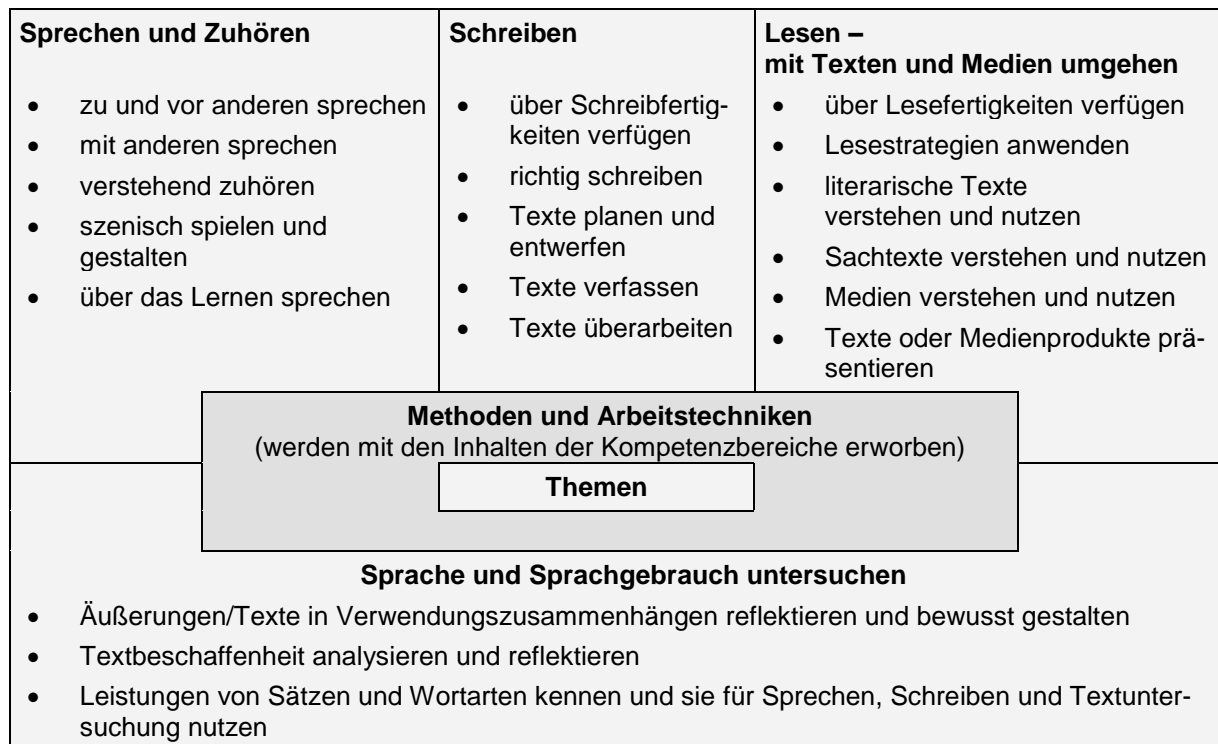 Sprechen und Zuhören
• zu und vor anderen sprechen
• mit anderen sprechen
• verstehend zuhören
• szenisch spielen und
gestalten
• über das Lernen sprechen
Schreiben
• über Schreibfertig-
keiten verfügen
• richtig schreiben
• Texte planen und
entwerfen
• Texte verfassen
• Texte überarbeiten
Lesen –
mit Texten und Medien umgehen
• über Lesefertigkeiten verfügen
• Lesestrategien anwenden
• literarische Texte
verstehen und nutzen
• Sachtexte verstehen und nutzen
• Medien verstehen und nutzen
• Texte oder Medienprodukte prä-
sentieren
Methoden und Arbeitstechniken
(werden mit den Inhalten der Kompetenzbereiche erworben)
Themen
Sprache und Sprachgebrauch untersuchen
• Äußerungen/Texte in Verwendungszusammenhängen reflektieren und bewusst gestalten
• Textbeschaffenheit analysieren und reflektieren
• Leistungen von Sätzen und Wortarten kennen und sie für Sprechen, Schreiben und Textunter-
suchung nutzen